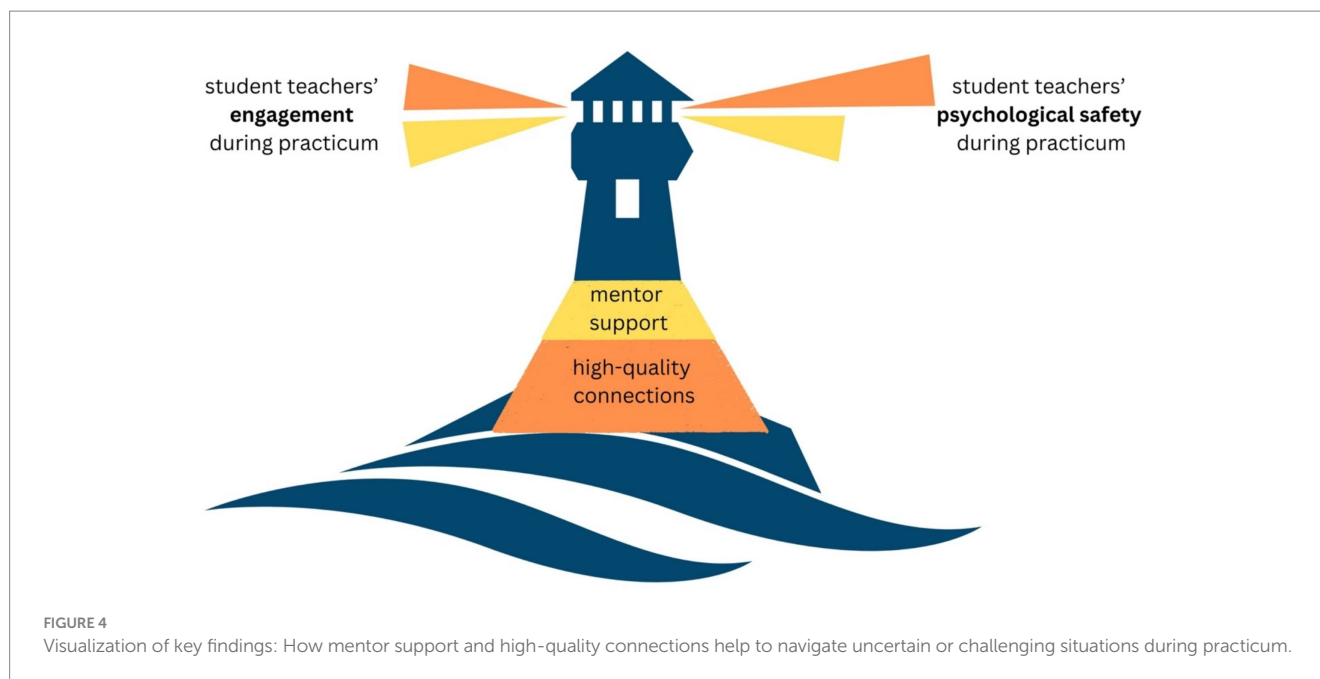 student teachers’
engagement
during practicum
student teachers’
psychological safety
during practicum
mentor
support
high-quality
connections
FIGURE 4
Visualization of key findings: How mentor support and high-quality connections help to navigate uncertain or challenging situations during practicum.